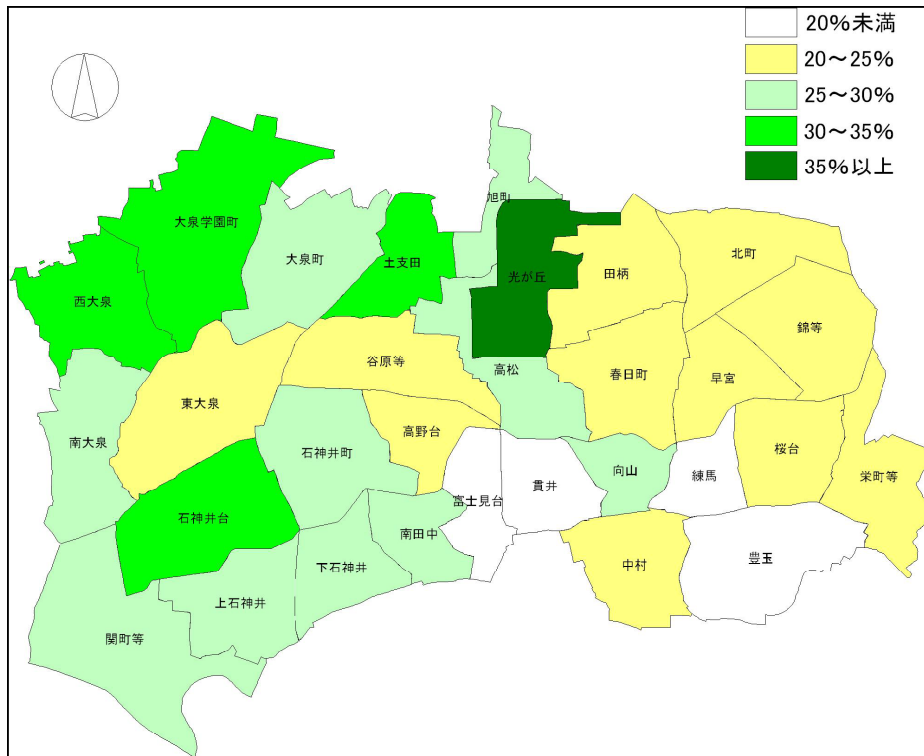 20%未満
20～25%
25～30%
30～35%
35%以上
旭町
大泉学園町
大泉町
土支田
光が丘
田柄
北町
西大泉
錦等
谷原等
高松
春日町
早宮
東大泉
南大泉
石神井町
高野台
富士見台
貫井
向山
練馬
桜台
栄町等
石神井台
南田中
下石神井
中村
豊玉
上石神井
関町等